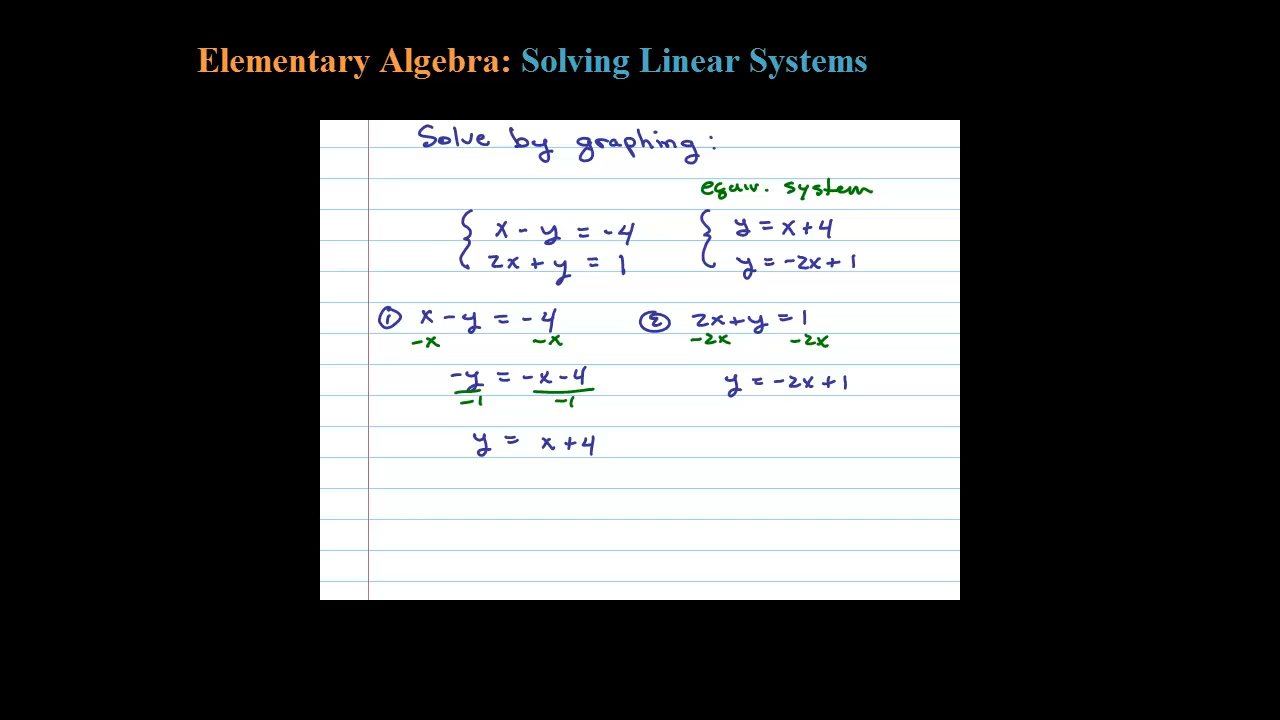 Elementary Algebra: Solving Linear Systems
Solve by graphing:
equiv. system
{ x - y = -4
2x + y = 1
{ y = x + 4
y = -2x + 1
① x - y = -4
-x -x
-y = -x - 4
-1 -1
y = x + 4
② 2x + y = 1
-2x -2x
y = -2x + 1